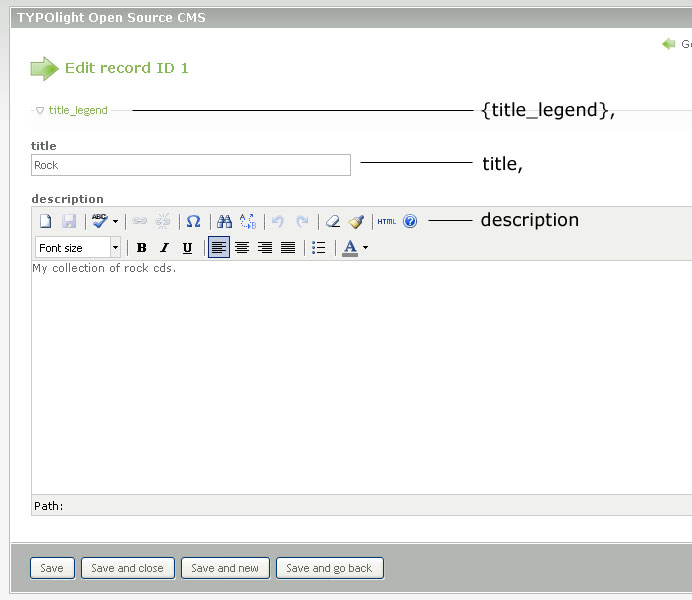 TYPOlight Open Source CMS
Edit record ID 1
title_legend
{title_legend},
title
Rock
title,
description
ABC
HTML
description
Font size
B I U
A
My collection of rock cds.
Path:
Save
Save and close
Save and new
Save and go back